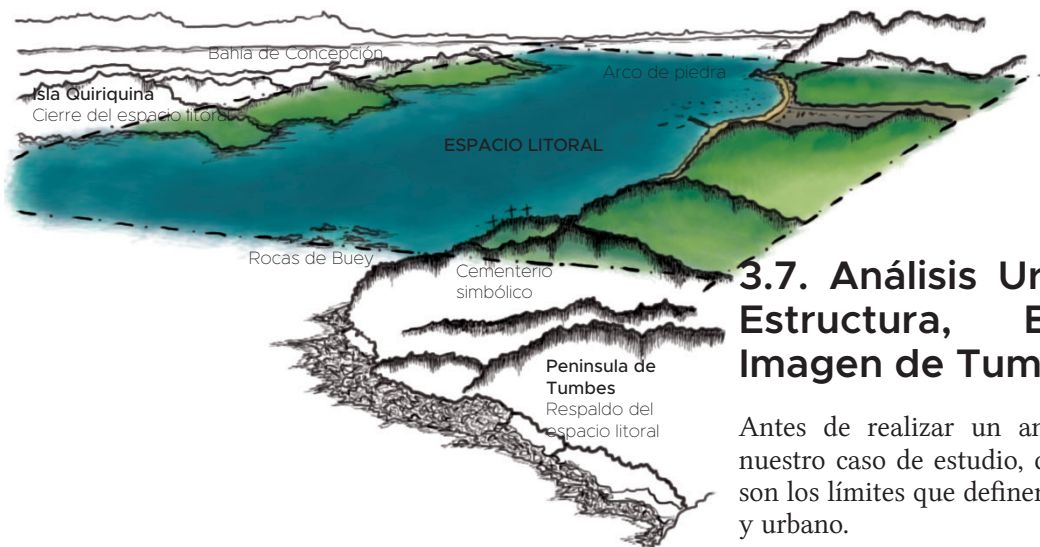 Bahía de Concepción
Arco de piedra
Isla Quiriquina
Cierre del espacio litoral
ESPACIO LITORAL
Rocas de Buey
Cementerio
simbólico
Peninsula de
Tumbes
Respaldo del
espacio litoral
3.7. Análisis Ur
Estructura, E
Imagen de Tum
Antes de realizar un an
nuestro caso de estudio, d
son los límites que definen
y urbano.